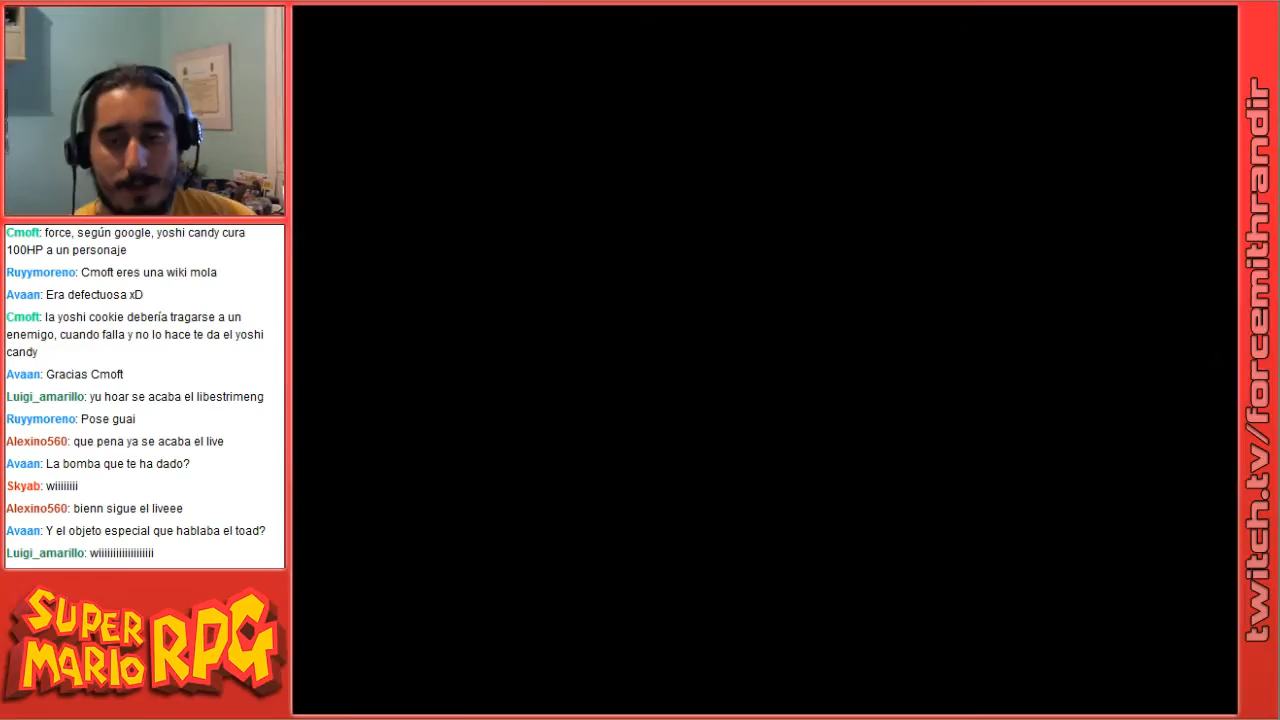 Cmoft: force, según google, yoshi candy cura
100HP a un personaje
Ruyymoreno: Cmoft eres una wiki mola
Avaan: Era defectuosa xD
Cmoft: la yoshi cookie debería tragarse a un
enemigo, cuando falla y no lo hace te da el yoshi
candy
Avaan: Gracias Cmoft
Luigi_amarillo: yu hoar se acaba el libestrimeng
Ruyymoreno: Pose guai
Alexino560: que pena ya se acaba el live
Avaan: La bomba que te ha dado?
Skyab: wiiiiiiii
Alexino560: bienn sigue el liveee
Avaan: Y el objeto especial que hablaba el toad?
Luigi_amarillo: wiiiiiiiiiiiiiiiiiii
SUPER
MARIO RPG
twitch.tv/forcemithrandir